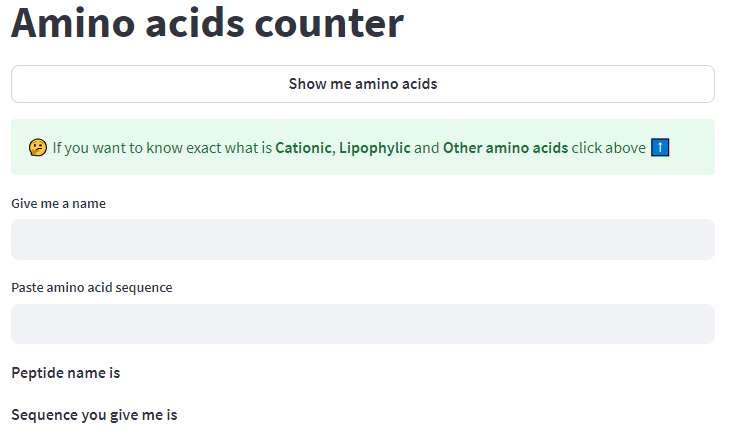 Amino acids counter
Show me amino acids
🤔 If you want to know exact what is Cationic, Lipophylic and Other amino acids click above ⬆️
Give me a name
Paste amino acid sequence
Peptide name is
Sequence you give me is